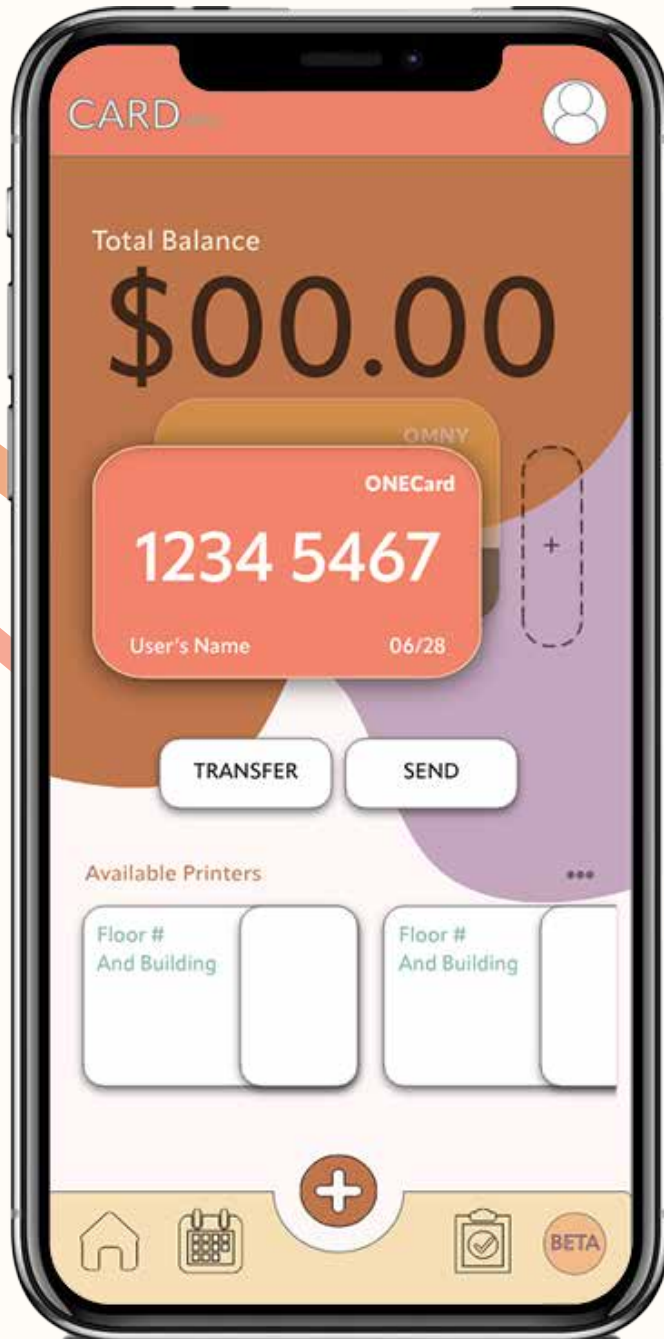 CARD
Total Balance
$00.00
OMNY
ONECard
1234 5467
User's Name 06/28
+
TRANSFER SEND
Available Printers
Floor #
And Building
Floor #
And Building
BETA